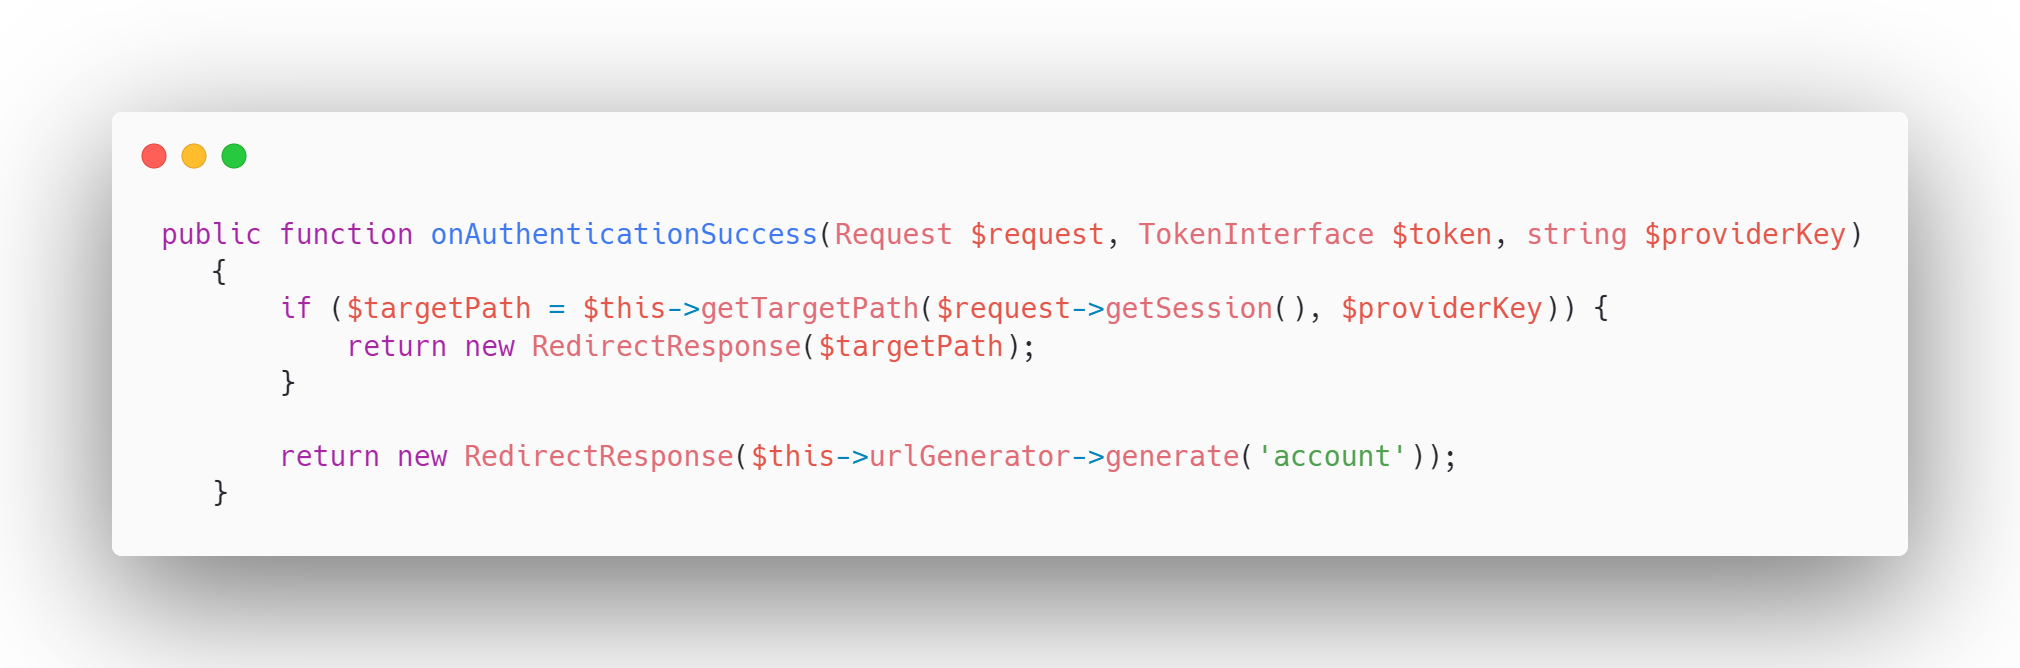 public function onAuthenticationSuccess(Request $request, TokenInterface $token, string $providerKey)
{
if ($targetPath = $this->getTargetPath($request->getSession(), $providerKey)) {
return new RedirectResponse($targetPath);
}
return new RedirectResponse($this->urlGenerator->generate('account'));
}